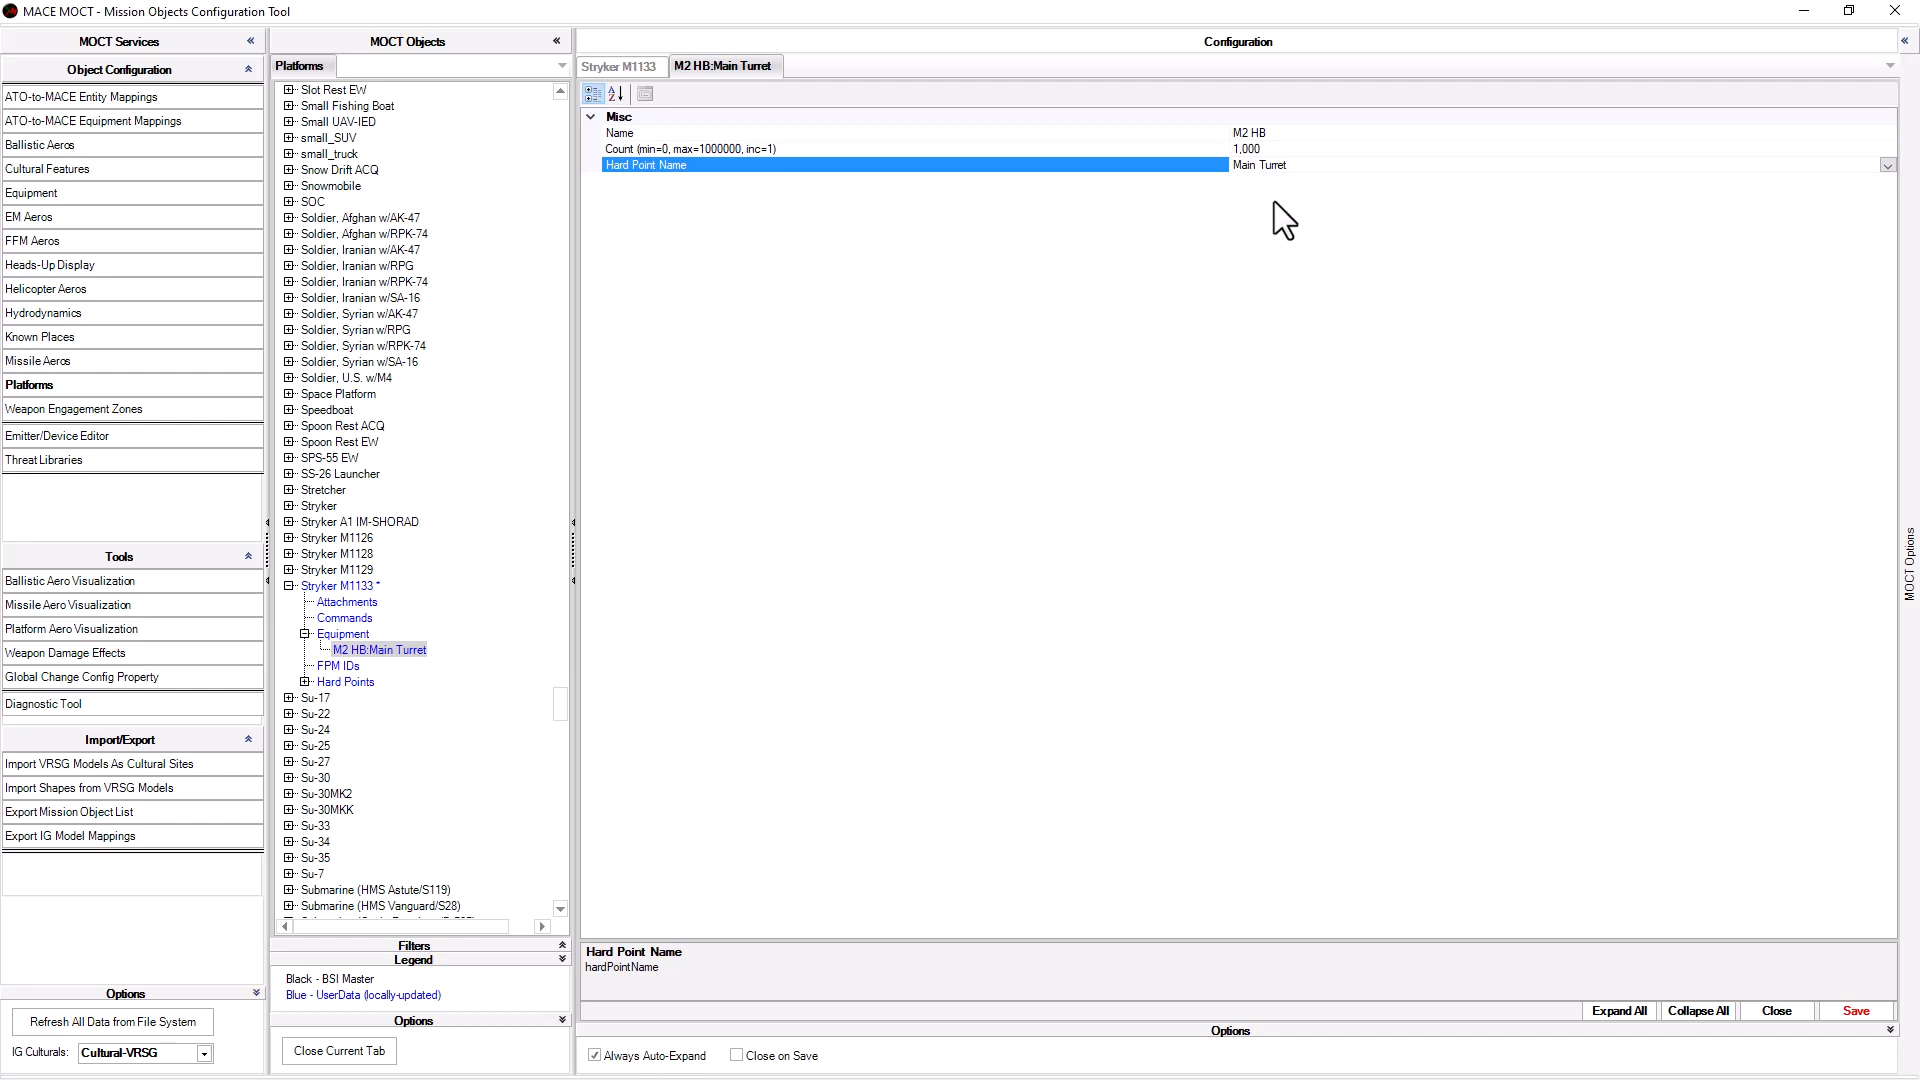 MACE MOCT - Mission Objects Configuration Tool
MOCT Services
Object Configuration
ATO-to-MACE Entity Mappings
ATO-to-MACE Equipment Mappings
Ballistic Aeros
Cultural Features
Equipment
EM Aeros
FFM Aeros
Heads-Up Display
Helicopter Aeros
Hydrodynamics
Known Places
Missile Aeros
Platforms
Weapon Engagement Zones
Emitter/Device Editor
Threat Libraries
Tools
Ballistic Aero Visualization
Missile Aero Visualization
Platform Aero Visualization
Weapon Damage Effects
Global Change Config Property
Diagnostic Tool
Import/Export
Import VRSG Models As Cultural Sites
Import Shapes from VRSG Models
Export Mission Object List
Export IG Model Mappings
Options
Refresh All Data from File System
IG Culturals: Cultural-VRSG
MOCT Objects
Platforms
Slot Rest EW
Small Fishing Boat
Small UAV-IED
small_SUV
small_truck
Snow Drift ACQ
Snowmobile
SOC
Soldier, Afghan w/AK-47
Soldier, Afghan w/RPK-74
Soldier, Iranian w/AK-47
Soldier, Iranian w/RPG
Soldier, Iranian w/RPK-74
Soldier, Iranian w/SA-16
Soldier, Syrian w/AK-47
Soldier, Syrian w/RPG
Soldier, Syrian w/RPK-74
Soldier, Syrian w/SA-16
Soldier, U.S. w/M4
Space Platform
Speedboat
Spoon Rest ACQ
Spoon Rest EW
SPS-55 EW
SS-26 Launcher
Stretcher
Stryker
Stryker A1 IM-SHORAD
Stryker M1126
Stryker M1128
Stryker M1129
Stryker M1133 *
Attachments
Commands
Equipment
M2 HB:Main Turret
FPM IDs
Hard Points
Su-17
Su-22
Su-24
Su-25
Su-27
Su-30
Su-30MK2
Su-30MKK
Su-33
Su-34
Su-35
Su-7
Submarine (HMS Astute/S119)
Submarine (HMS Vanguard/S28)
Filters
Legend
Black - BSI Master
Blue - UserData (locally-updated)
Options
Close Current Tab
Configuration
Stryker M1133 M2 HB:Main Turret
Misc
Name M2 HB
Count (min=0, max=1000000, inc=1) 1,000
Hard Point Name Main Turret
Hard Point Name
hardPointName
Expand All Collapse All Close Save
Options
Always Auto-Expand Close on Save
MOCT Options